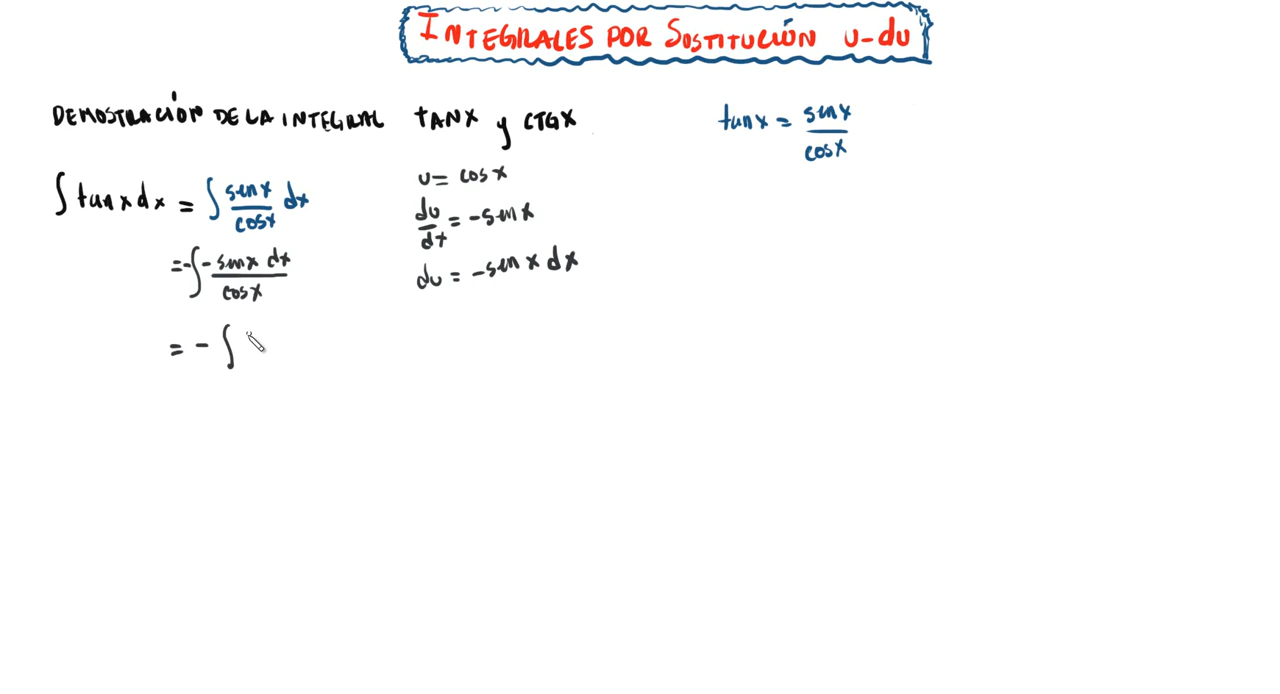 INTEGRALES POR SUSTITUCIÓN u-du
DEMOSTRACIÓN DE LA INTEGRAL TANX y CTGX
tanx = senx/cosx
∫ tanx dx = ∫ senx/cosx dx
= -∫ -senx dx/cosx
= - ∫
u = cosx
du/dx = -senx
du = -senx dx